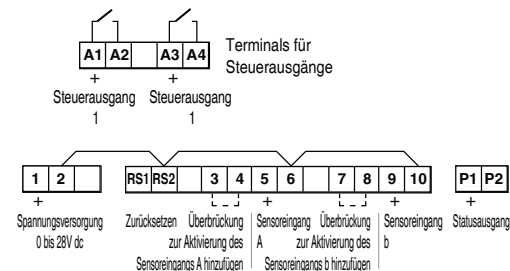 A1 A2 A3 A4
Terminals für
Steuerausgänge
+ +
Steuerausgang Steuerausgang
1 1
1 2 RS1 RS2 3 4 5 6 7 8 9 10 P1 P2
+ + + +
Spannungsversorgung Zurücksetzen Überbrückung Sensoreingang Überbrückung Sensoreingang Statusausgang
0 bis 28V dc zur Aktivierung des A zur Aktivierung des b
Sensoreingangs A hinzufügen Sensoreingangs b hinzufügen